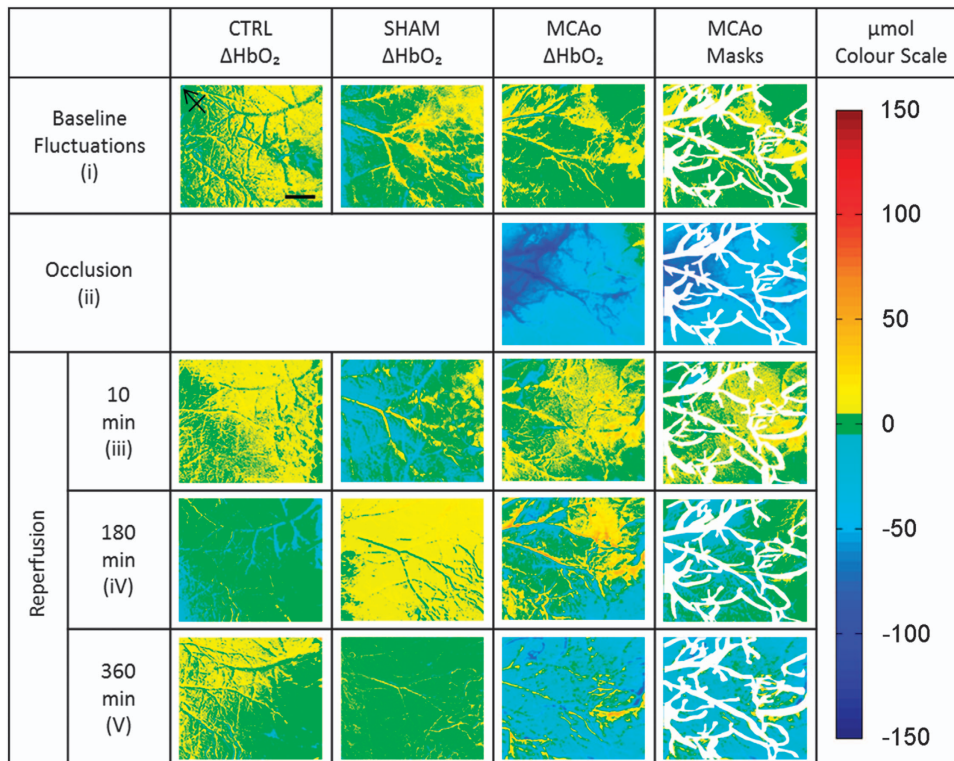 CTRL
ΔHbO₂
SHAM
ΔHbO₂
MCAo
ΔHbO₂
MCAo
Masks
µmol
Colour Scale
Baseline
Fluctuations
(i)
Occlusion
(ii)
Reperfusion
10
min
(iii)
180
min
(iV)
360
min
(V)
150
100
50
0
-50
-100
-150